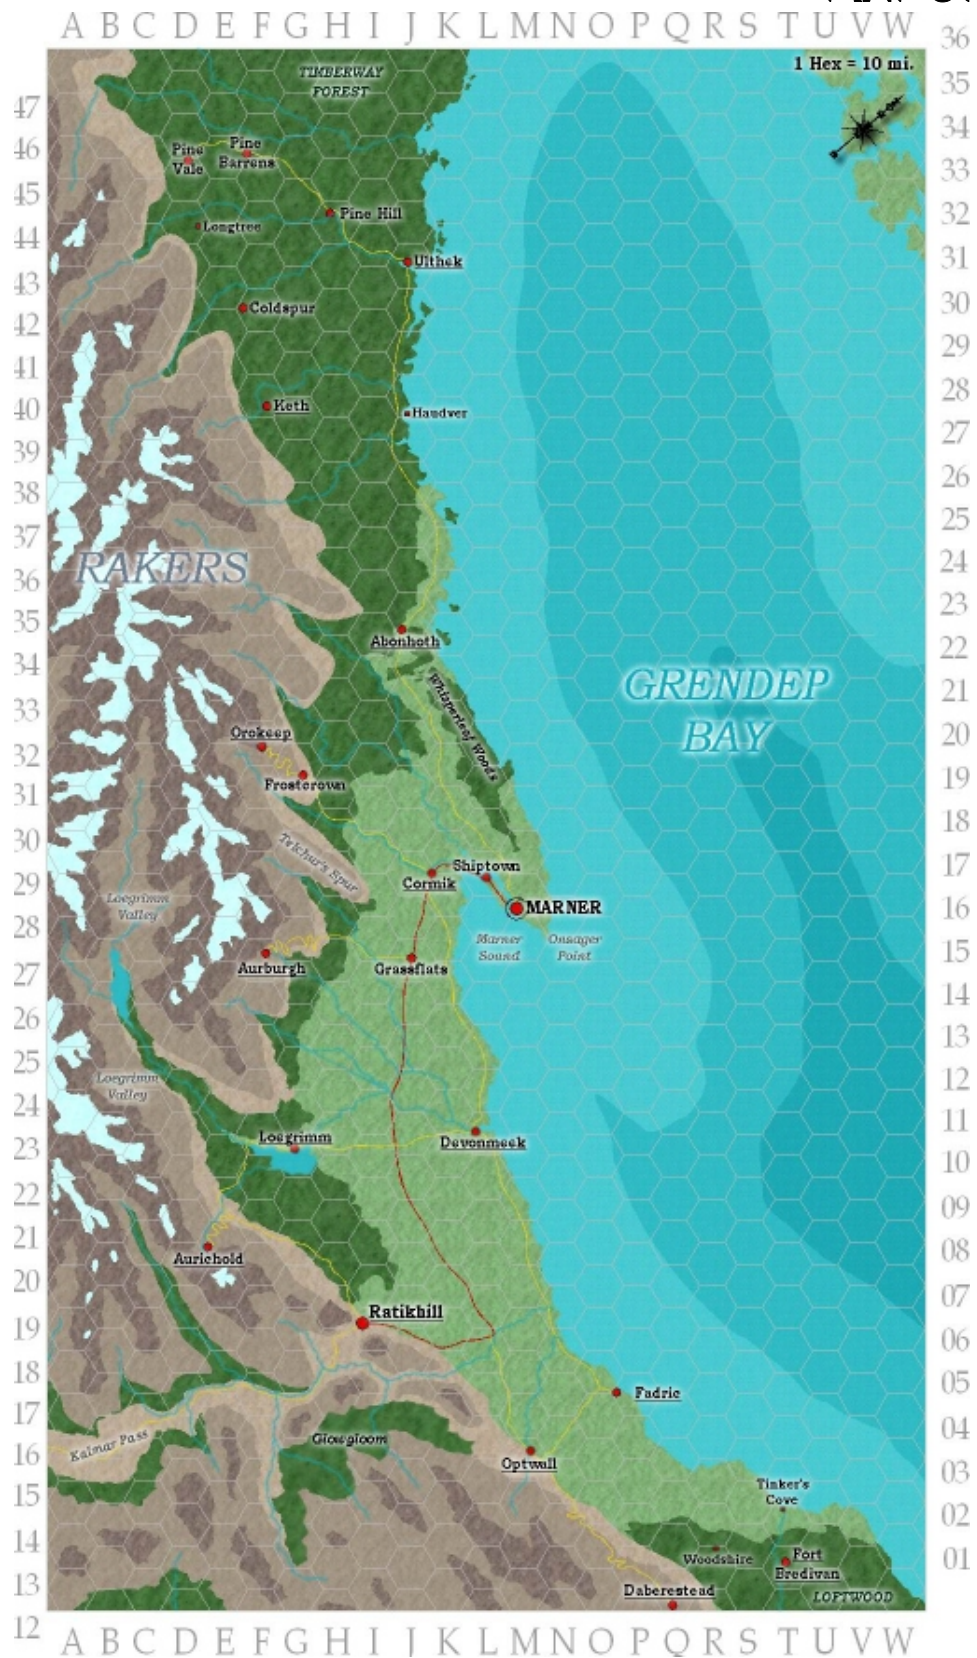 A B C D E F G H I J K L M N O P Q R S T U V W
36
1 Hex = 10 mi.
TIMBERWAY
FOREST
35
47
34
46
Pine
Vale
Pine
Barrens
33
45
Pine Hill
32
44
Longtree
31
Ulthek
43
30
Coldspur
42
29
41
28
40
Keth
Haudver
27
39
26
38
25
37
24
RAKERS
36
23
35
Abonhoth
22
34
GRENDEP
BAY
21
Whisperleaf Woods
33
20
Orokeep
32
19
Frostcrown
31
18
30
Telchur's Spur
17
Shiptown
29
Cormik
Loegrimm
Valley
16
MARNER
28
Marner
Sound
Onsager
Point
15
27
Aurburgh
Grassflats
14
26
13
25
12
Loegrimm
Valley
24
11
Loegrimm
Devonmeek
23
10
22
09
21
Aurichold
08
20
07
Ratikhill
19
06
18
05
Fadric
17
04
Kalmar Pass
Glowgloom
16
Optwall
03
15
Tinker's
Cove
02
14
Woodshire
Fort
Bredivan
01
13
Daberestead
LOFTWOOD
12
A B C D E F G H I J K L M N O P Q R S T U V W